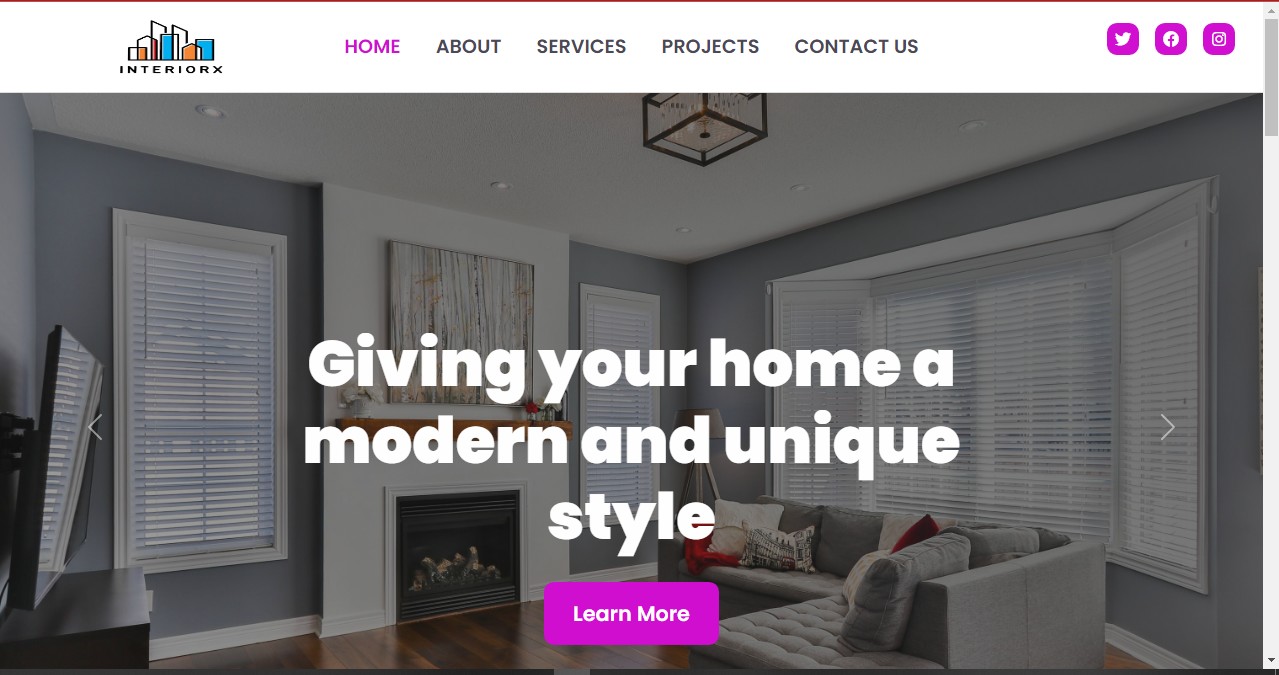 INTERIORX
HOME ABOUT SERVICES PROJECTS CONTACT US
Giving your home a
modern and unique
style
Learn More